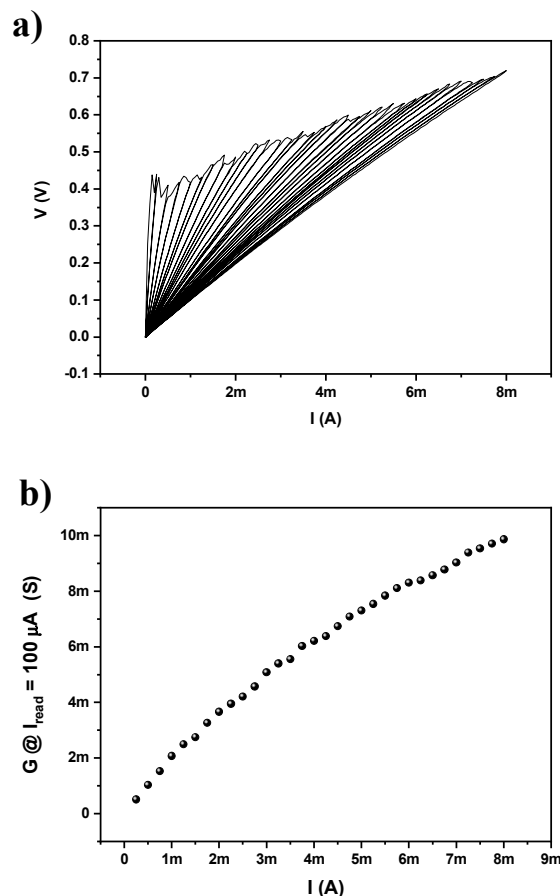 a)
0.8
0.7
0.6
0.5
0.4
0.3
0.2
0.1
0.0
-0.1
V (V)
0 2m 4m 6m 8m
I (A)
b)
10m
8m
6m
4m
2m
0
G @ I_read = 100 µA (S)
0 1m 2m 3m 4m 5m 6m 7m 8m 9m
I (A)